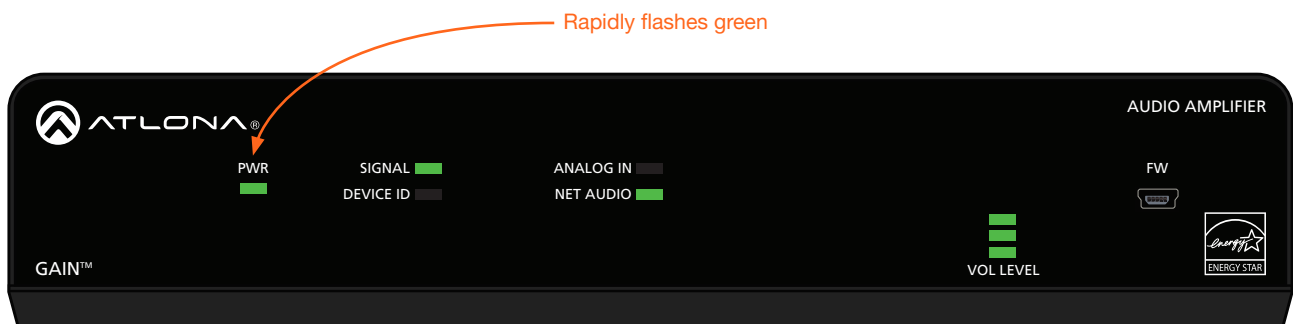 Rapidly flashes green
ATLONA®
AUDIO AMPLIFIER
PWR
SIGNAL
ANALOG IN
FW
DEVICE ID
NET AUDIO
energy
GAIN™
VOL LEVEL
ENERGY STAR